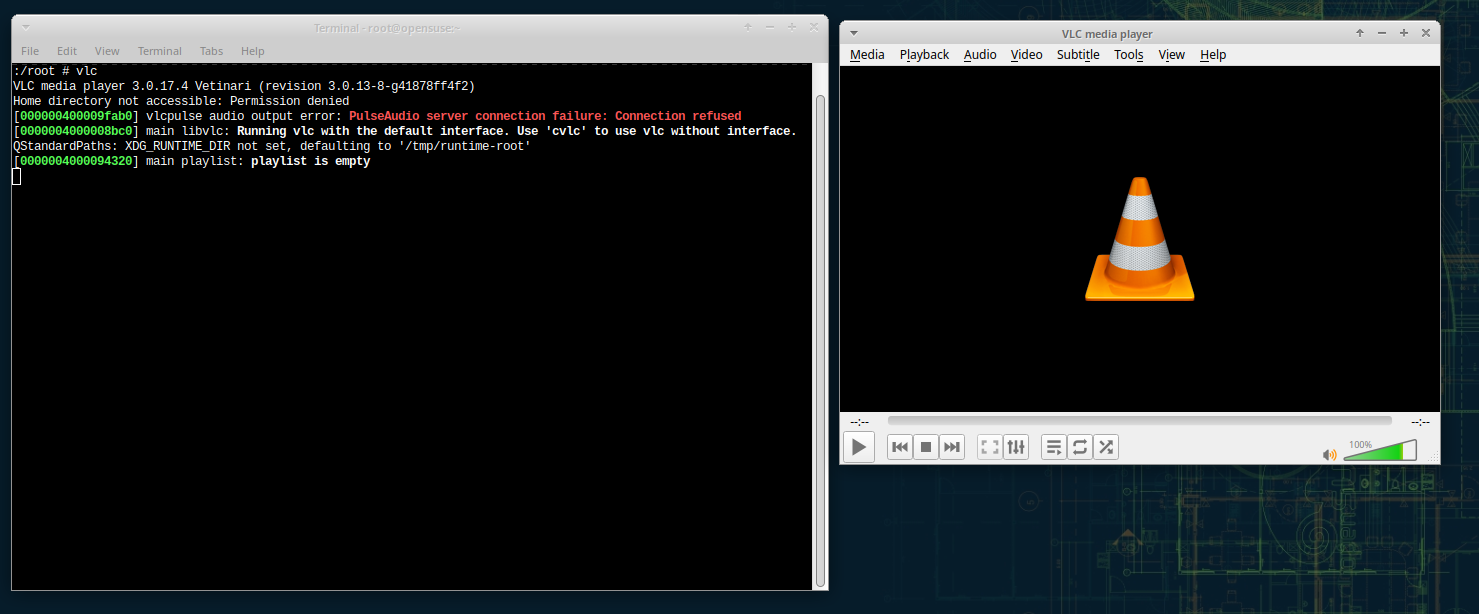 Terminal - root@opensuse:~
File Edit View Terminal Tabs Help
:/root # vlc
VLC media player 3.0.17.4 Vetinari (revision 3.0.13-8-g41878ff4f2)
Home directory not accessible: Permission denied
[000000400009fab0] vlcpulse audio output error: PulseAudio server connection failure: Connection refused
[0000004000008bc0] main libvlc: Running vlc with the default interface. Use 'cvlc' to use vlc without interface.
QStandardPaths: XDG_RUNTIME_DIR not set, defaulting to '/tmp/runtime-root'
[0000004000094320] main playlist: playlist is empty
VLC media player
Media Playback Audio Video Subtitle Tools View Help
--:-- --:--
100%